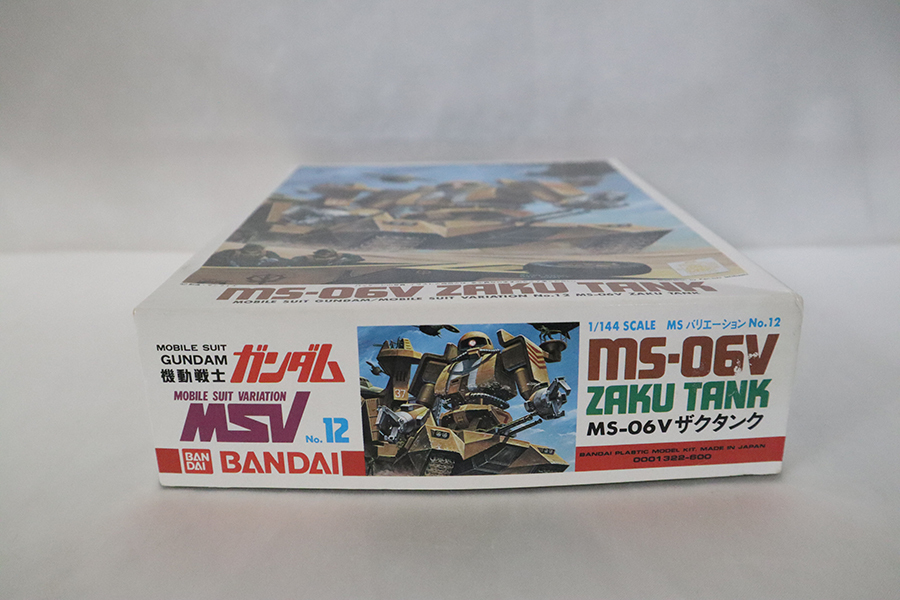 MS-06V ZAKU TANK
MOBILE SUIT GUNDAM/MOBILE SUIT VARIATION No.12 MS-06V ZAKU TANK
MOBILE SUIT
GUNDAM
機動戦士 ガンダム
MOBILE SUIT VARIATION
MSV No.12
BAN
DAI
BANDAI
1/144 SCALE MS バリエーション No.12
MS-06V
ZAKU TANK
MS-06V ザクタンク
BANDAI PLASTIC MODEL KIT. MADE IN JAPAN
0001322-600